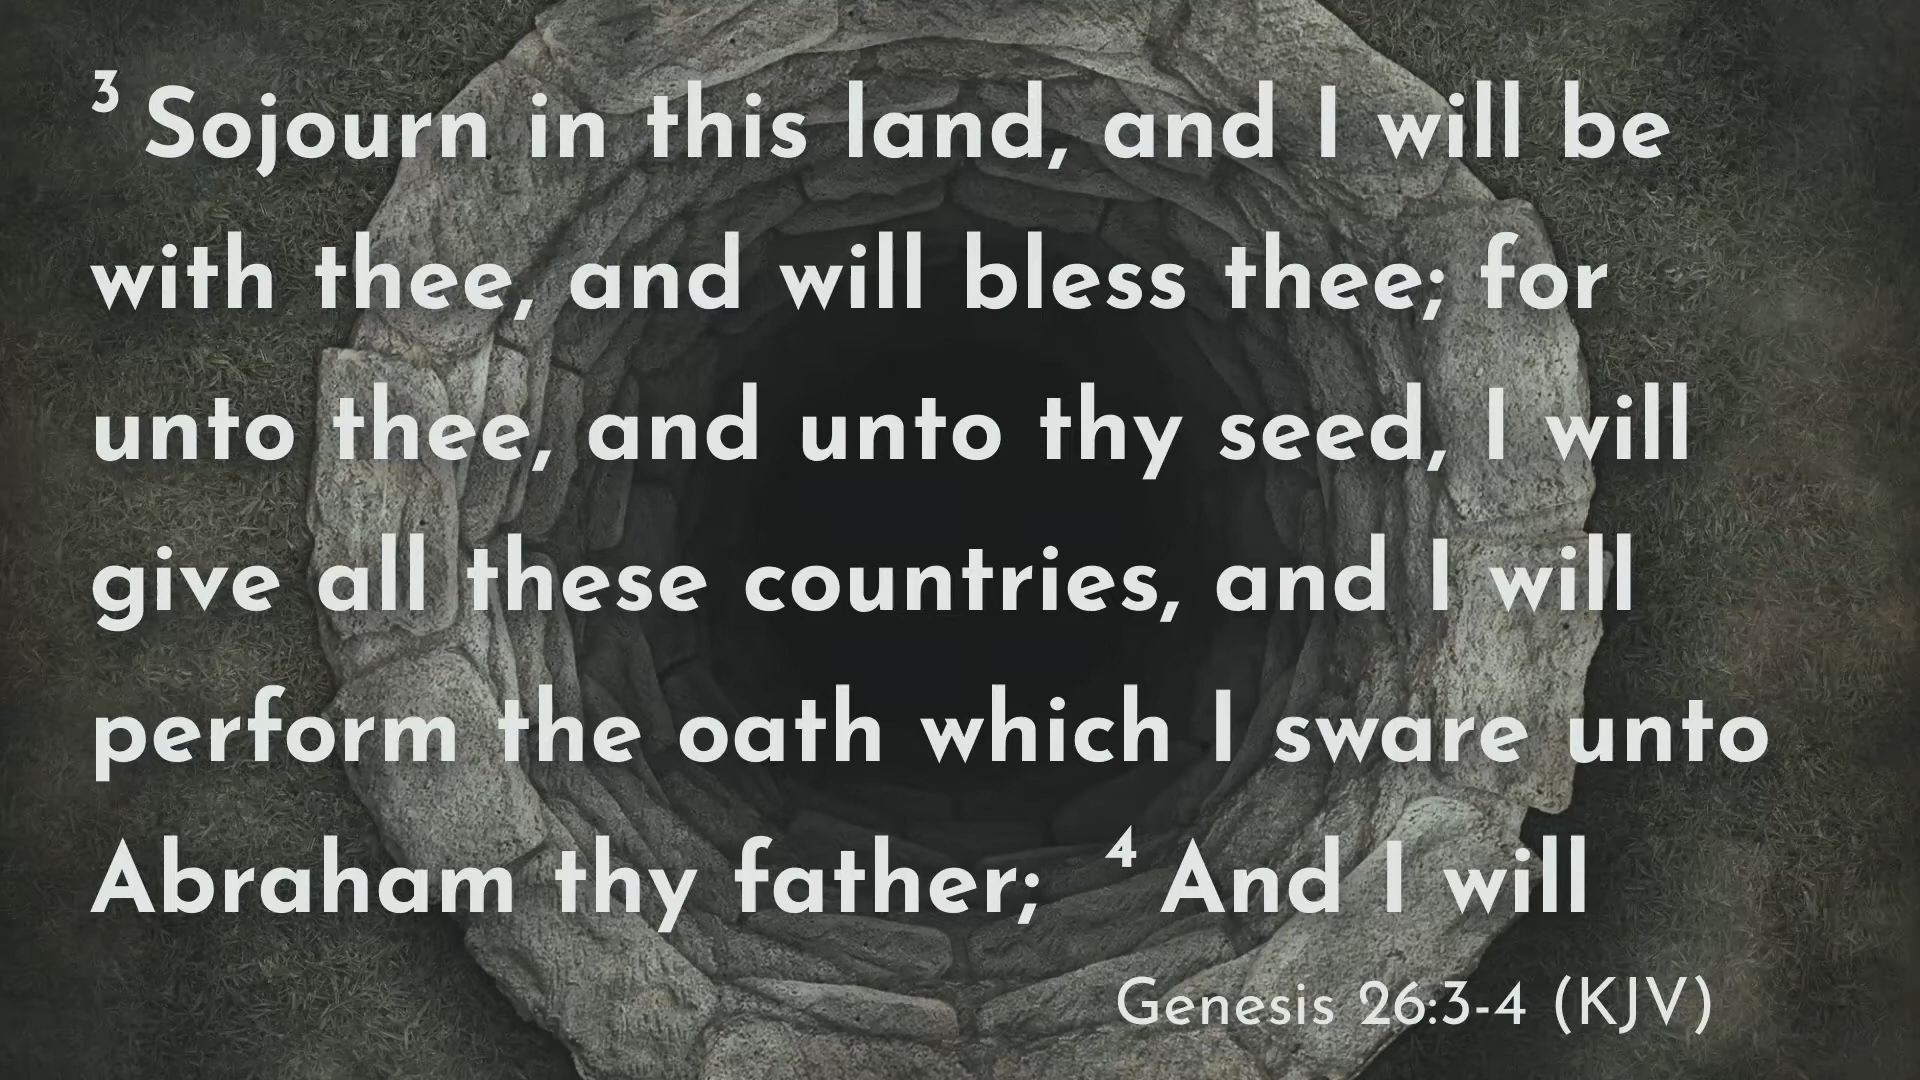 ³ Sojourn in this land, and I will be
with thee, and will bless thee; for
unto thee, and unto thy seed, I will
give all these countries, and I will
perform the oath which I sware unto
Abraham thy father; ⁴ And I will
Genesis 26:3-4 (KJV)